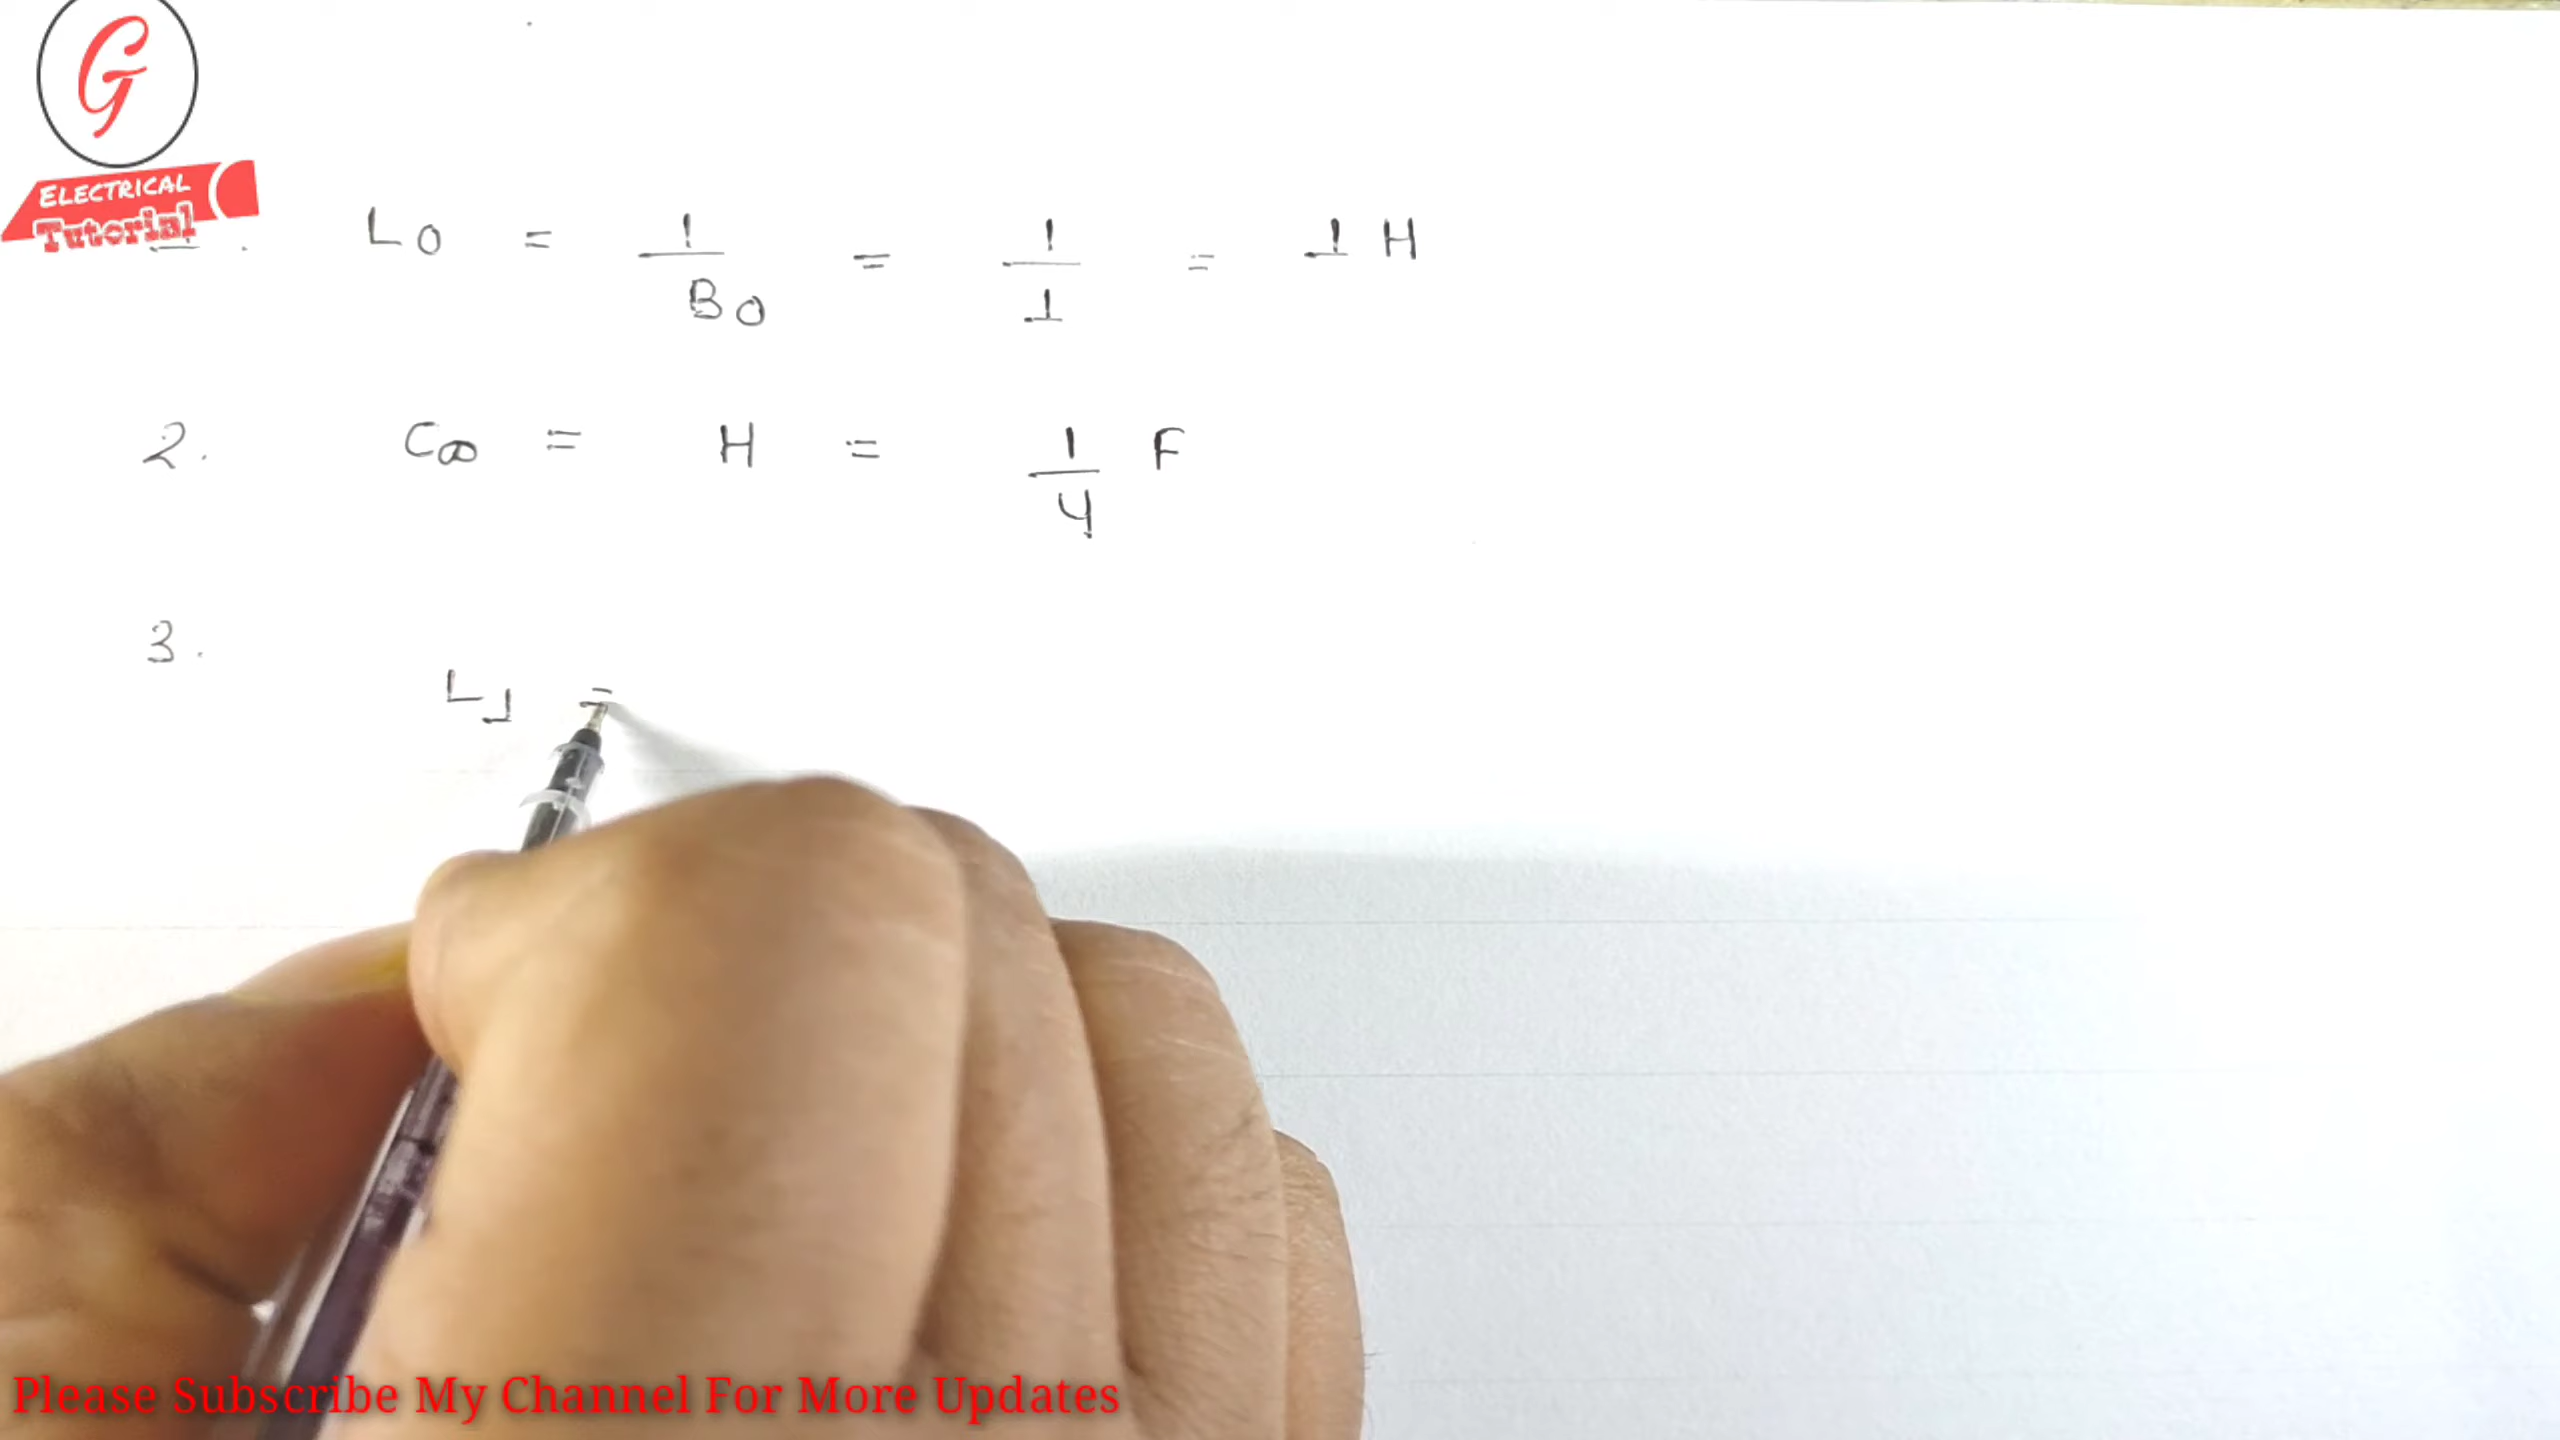 G
ELECTRICAL
Tutorial
L0 = 1/B0 = 1/1 = 1 H
2. C∞ = H = 1/4 F
3.
L1 =
Please Subscribe My Channel For More Updates